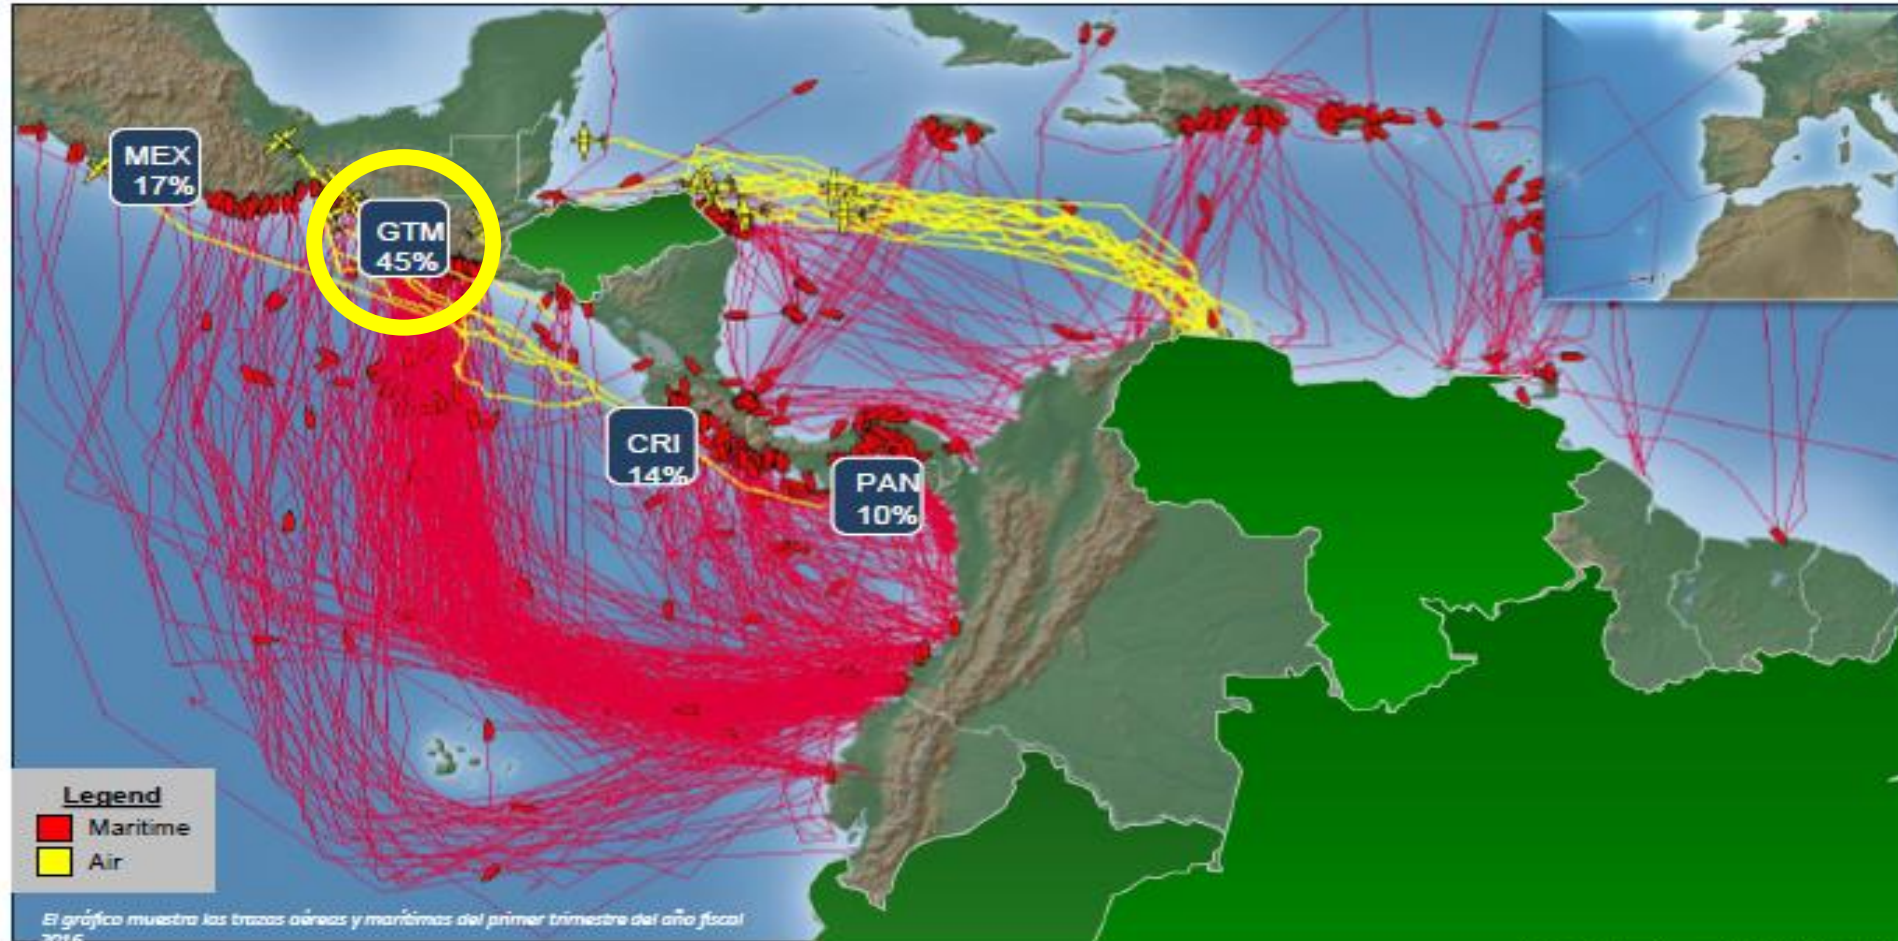 MEX
17%
GTM
45%
CRI
14%
PAN
10%
Legend
Maritime
Air
El gráfico muestra las trazas aéreas y marítimas del primer trimestre del año fiscal
2016